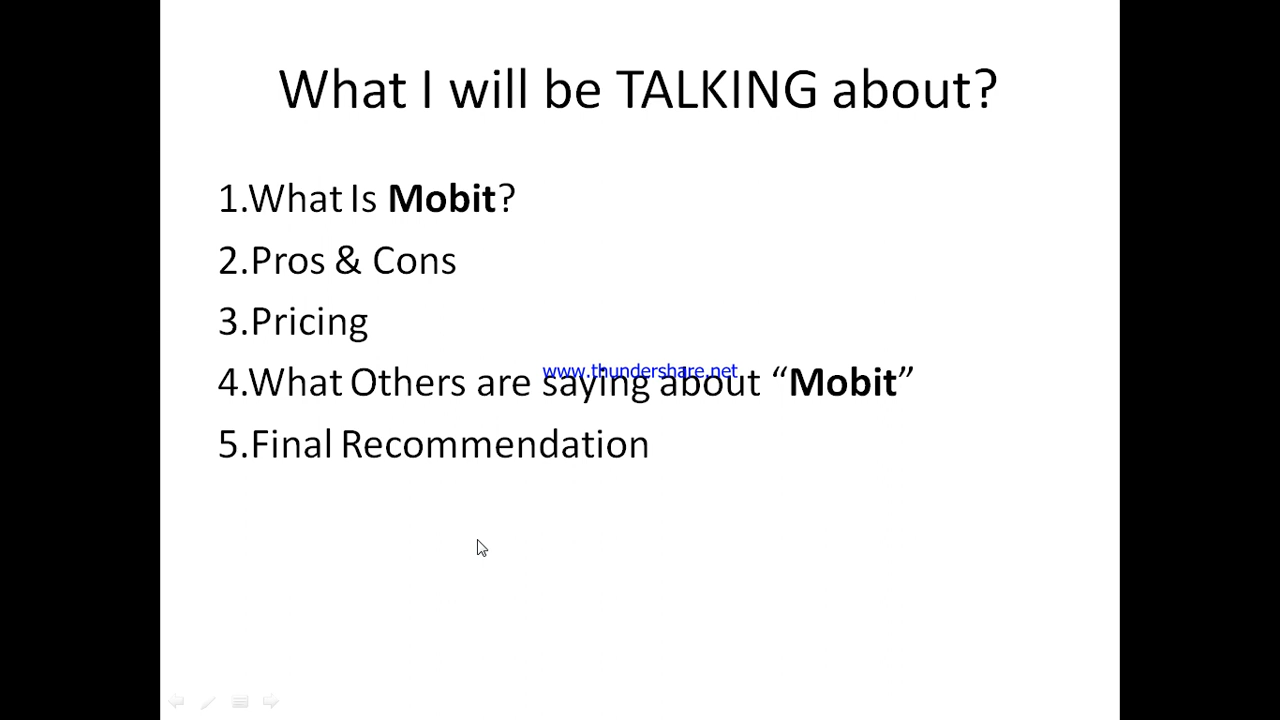 What I will be TALKING about?
1.What Is Mobit?
2.Pros & Cons
3.Pricing
www.thundershare.net
4.What Others are saying about “Mobit”
5.Final Recommendation